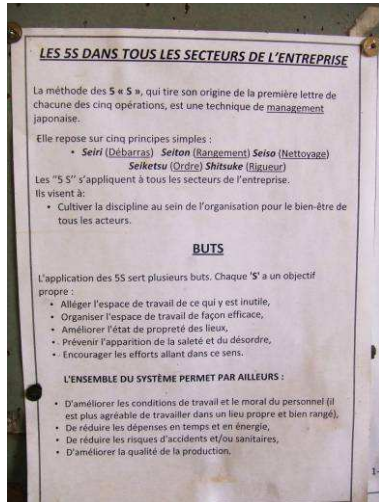 LES 5S DANS TOUS LES SECTEURS DE L'ENTREPRISE
La méthode des 5 « S », qui tire son origine de la première lettre de
chacune des cinq opérations, est une technique de management
japonaise.
Elle repose sur cinq principes simples :
• Seiri (Débarras) Seiton (Rangement) Seiso (Nettoyage)
Seiketsu (Ordre) Shitsuke (Rigueur)
Les "5 S" s'appliquent à tous les secteurs de l'entreprise.
Ils visent à:
• Cultiver la discipline au sein de l'organisation pour le bien-être de
tous les acteurs.
BUTS
L'application des 5S sert plusieurs buts. Chaque 'S' a un objectif
propre :
• Alléger l'espace de travail de ce qui y est inutile,
• Organiser l'espace de travail de façon efficace,
• Améliorer l'état de propreté des lieux,
• Prévenir l'apparition de la saleté et du désordre,
• Encourager les efforts allant dans ce sens.
L'ENSEMBLE DU SYSTÈME PERMET PAR AILLEURS :
• D'améliorer les conditions de travail et le moral du personnel (il
est plus agréable de travailler dans un lieu propre et bien rangé),
• De réduire les dépenses en temps et en énergie,
• De réduire les risques d'accidents et/ou sanitaires,
• D'améliorer la qualité de la production.